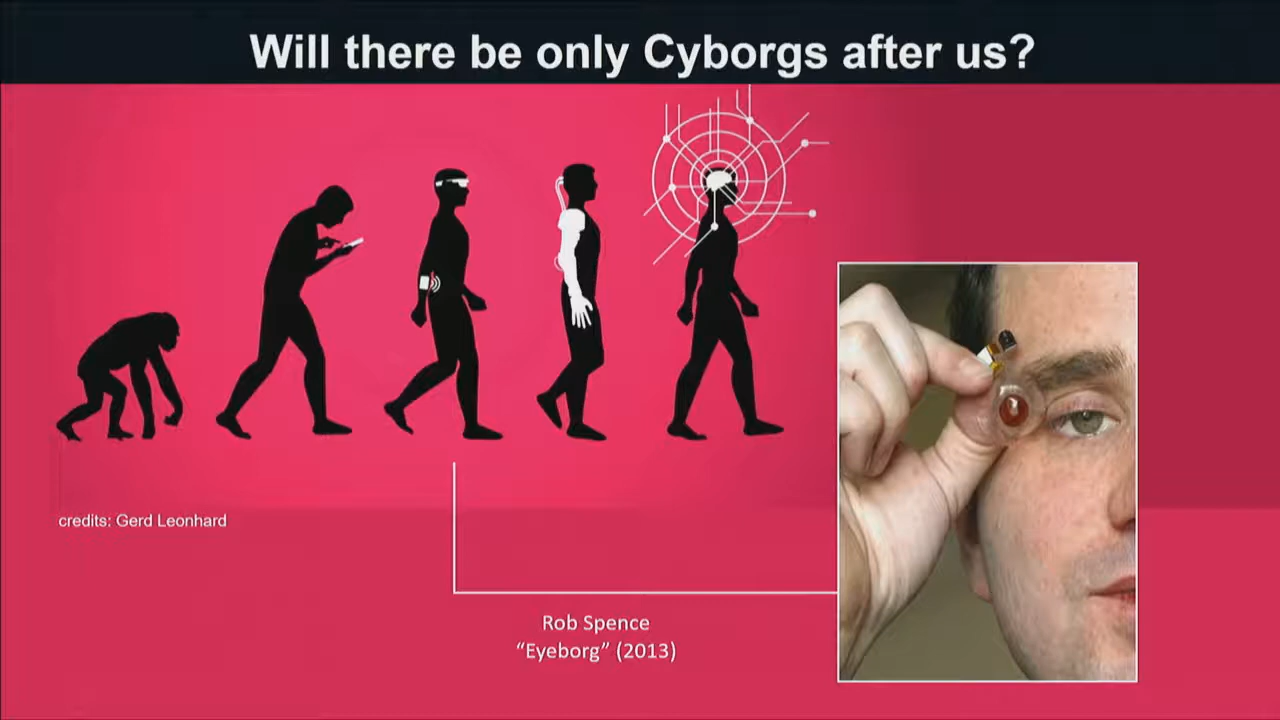 Will there be only Cyborgs after us?
credits: Gerd Leonhard
Rob Spence
“Eyeborg” (2013)